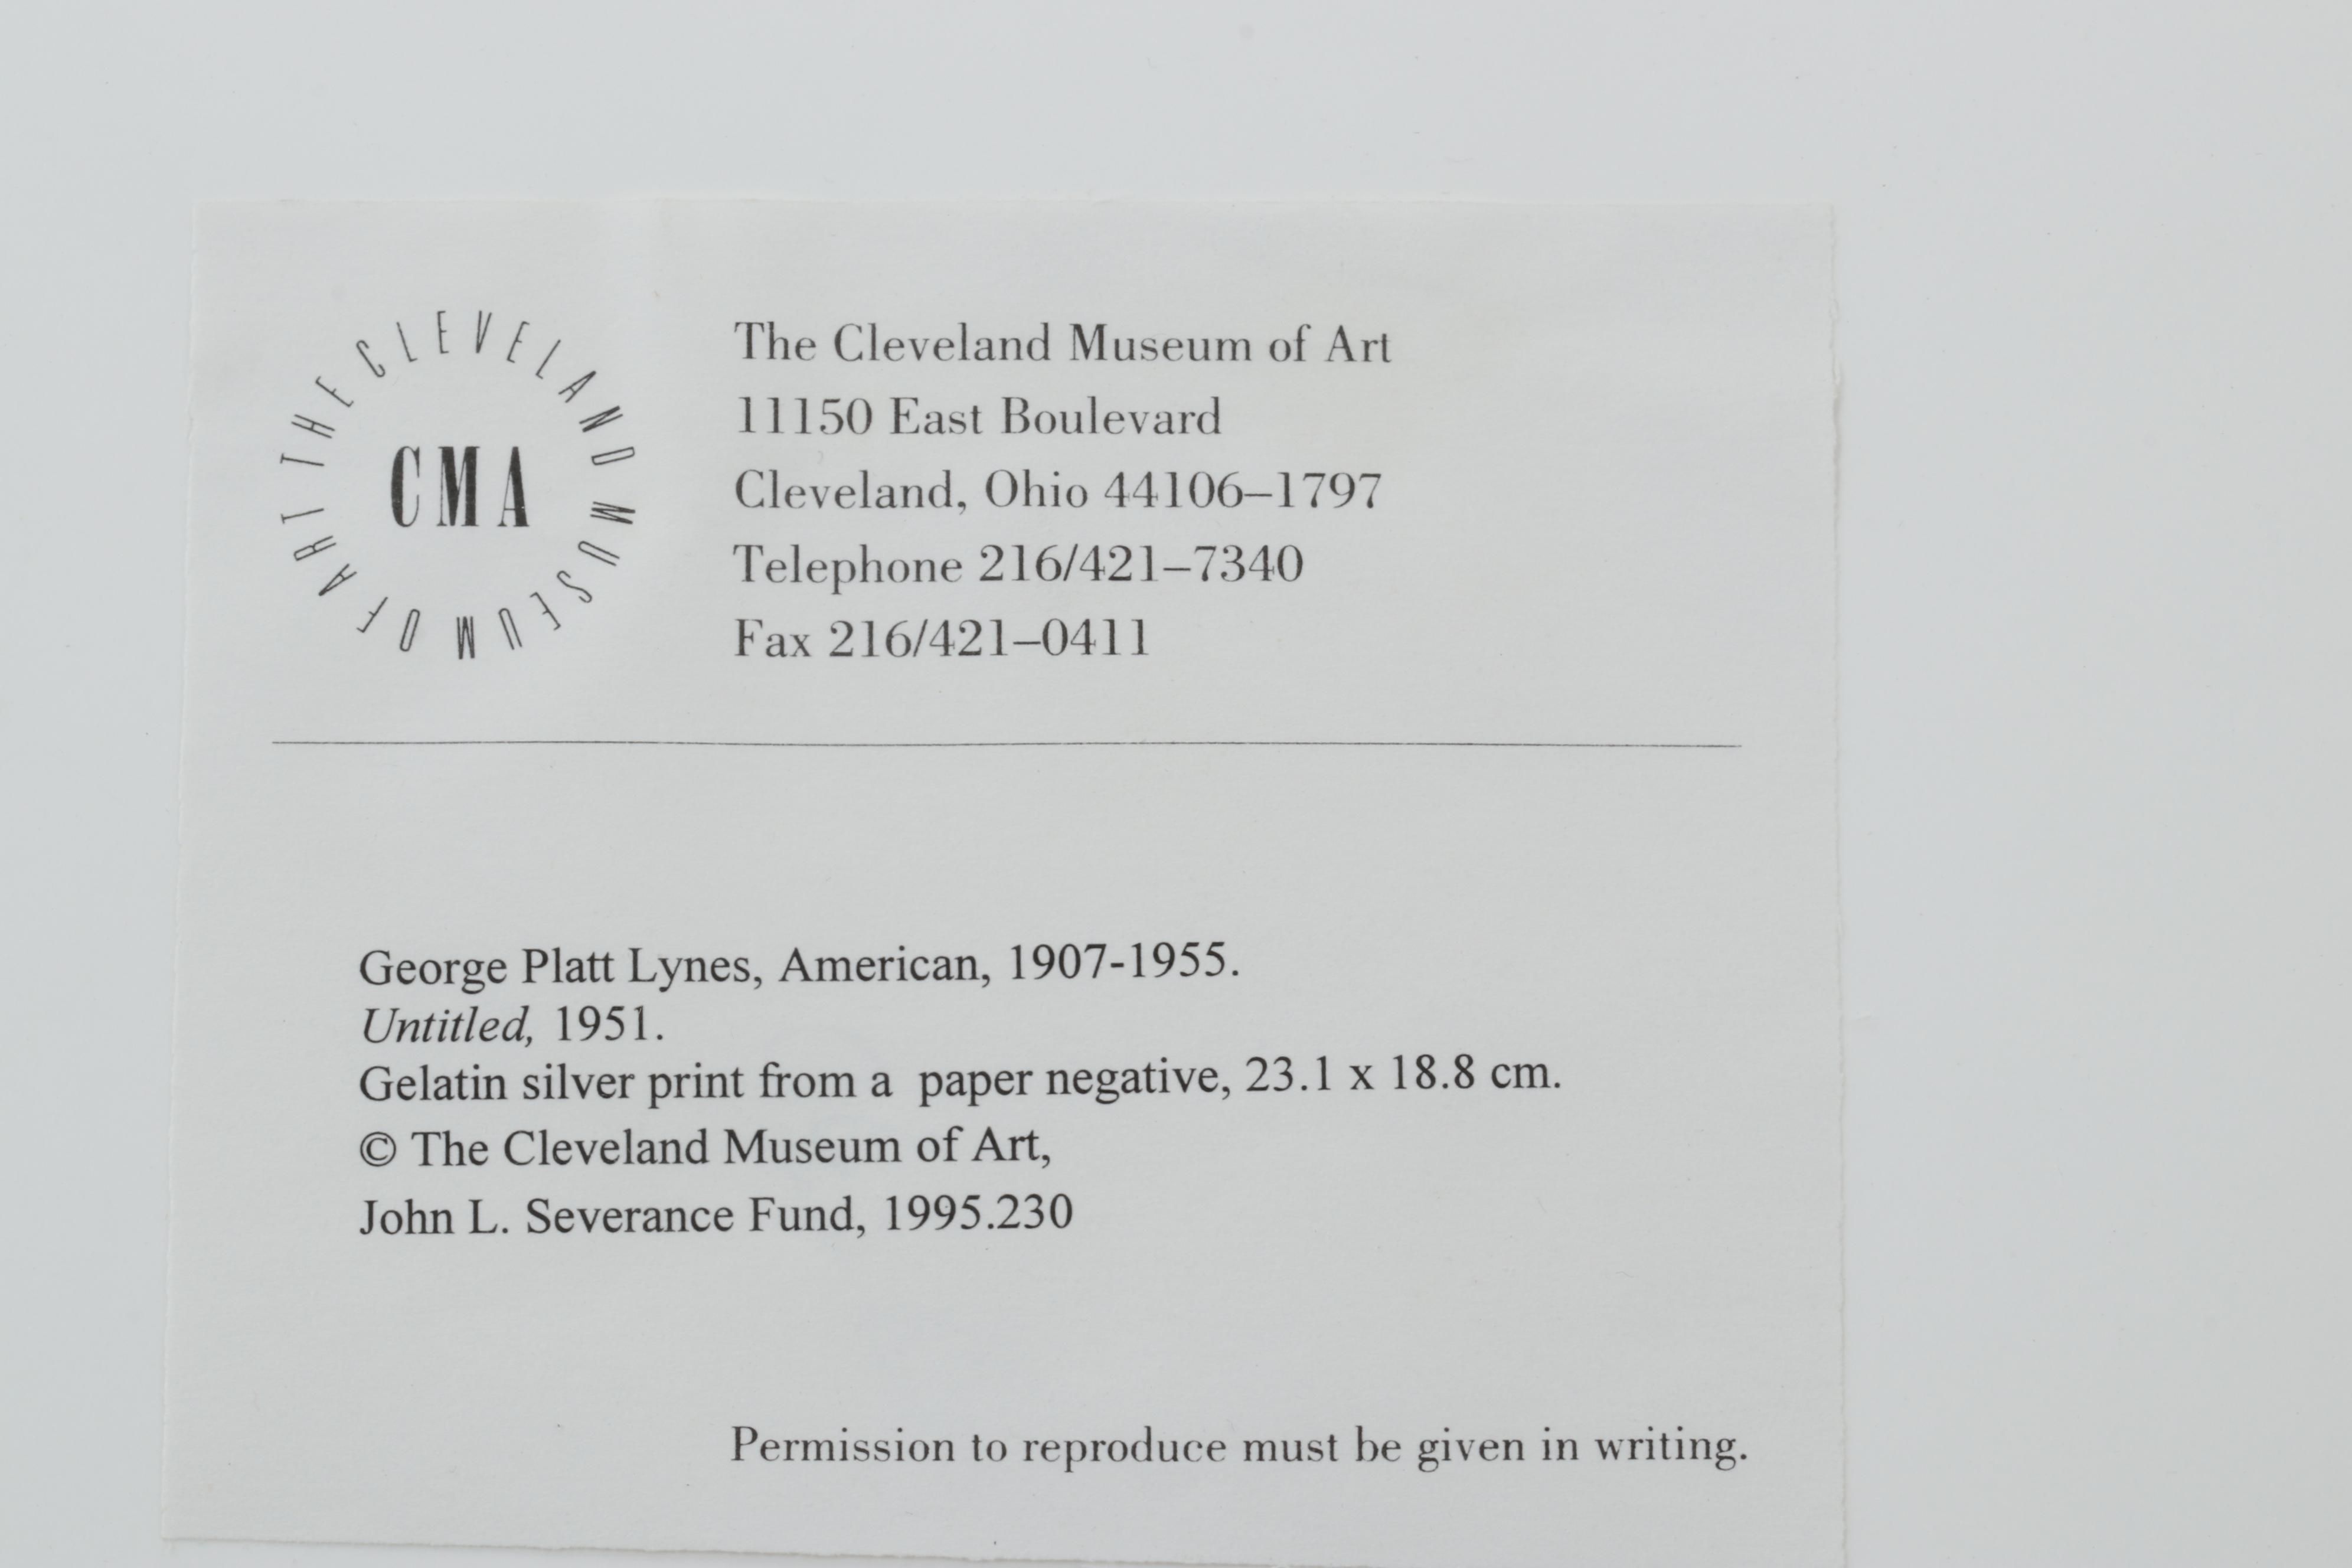 THE CLEVELAND MUSEUM OF ART
CMA
The Cleveland Museum of Art
11150 East Boulevard
Cleveland, Ohio 44106–1797
Telephone 216/421–7340
Fax 216/421–0411
George Platt Lynes, American, 1907-1955.
Untitled, 1951.
Gelatin silver print from a  paper negative, 23.1 x 18.8 cm.
© The Cleveland Museum of Art,
John L. Severance Fund, 1995.230
Permission to reproduce must be given in writing.